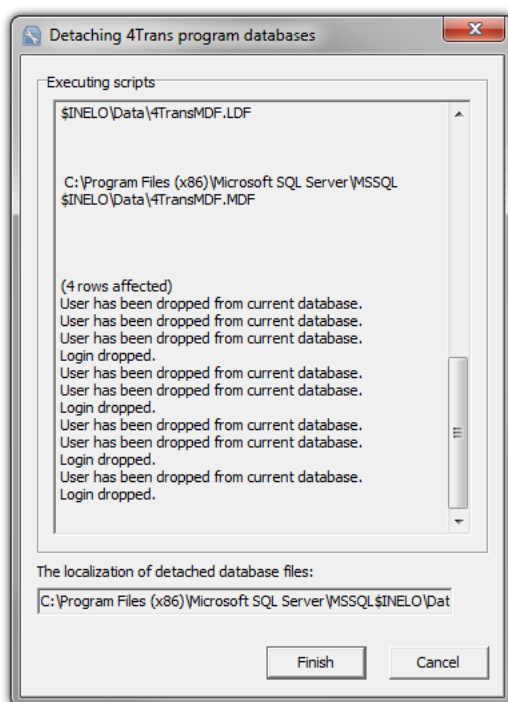 Detaching 4Trans program databases
Executing scripts
$INELO\Data\4TransMDF.LDF
C:\Program Files (x86)\Microsoft SQL Server\MSSQL
$INELO\Data\4TransMDF.MDF
(4 rows affected)
User has been dropped from current database.
User has been dropped from current database.
User has been dropped from current database.
Login dropped.
User has been dropped from current database.
User has been dropped from current database.
Login dropped.
User has been dropped from current database.
User has been dropped from current database.
Login dropped.
User has been dropped from current database.
Login dropped.
The localization of detached database files:
C:\Program Files (x86)\Microsoft SQL Server\MSSQL$INELO\Dat
Finish
Cancel